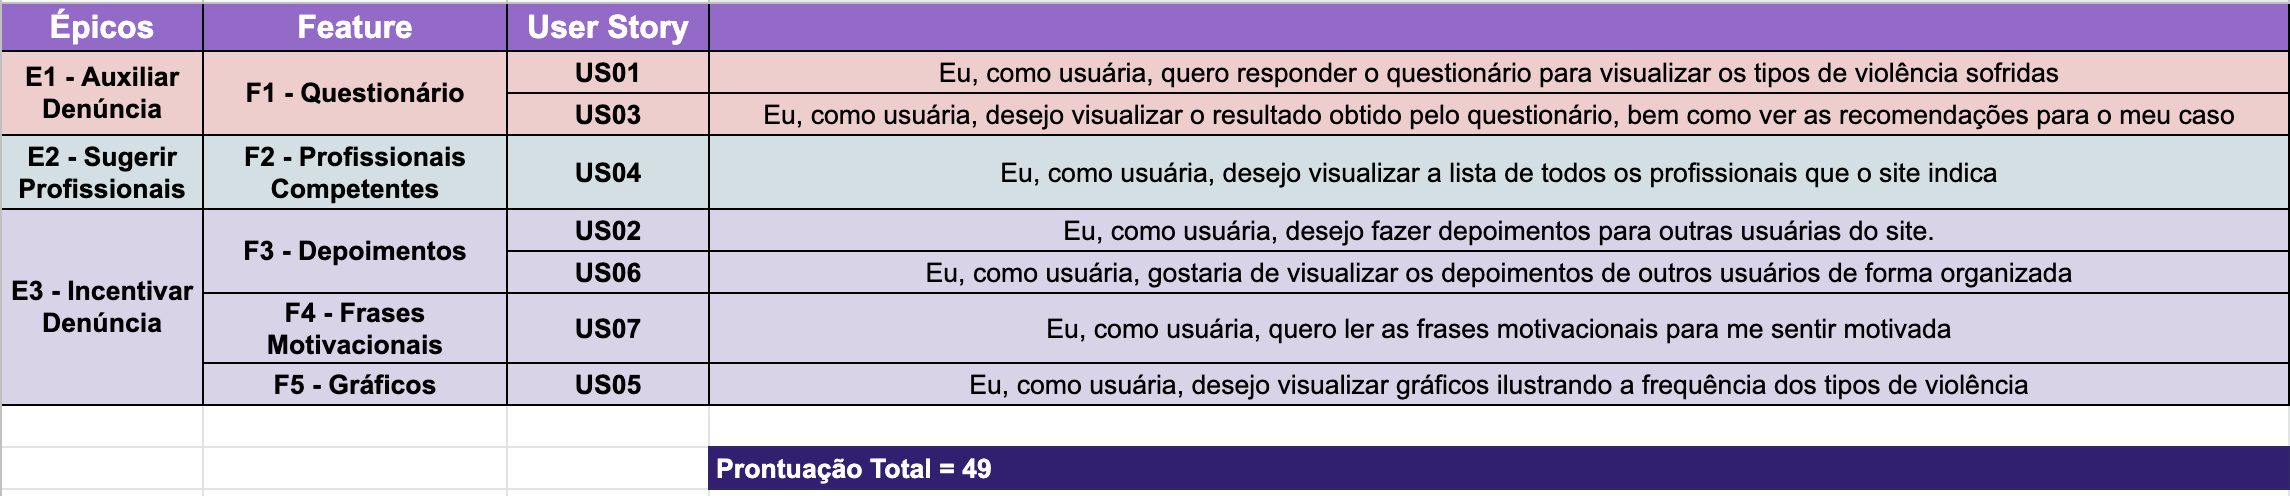 Épicos Feature User Story
E1 - Auxiliar
Denúncia
F1 - Questionário
US01 Eu, como usuária, quero responder o questionário para visualizar os tipos de violência sofridas
US03 Eu, como usuária, desejo visualizar o resultado obtido pelo questionário, bem como ver as recomendações para o meu caso
E2 - Sugerir
Profissionais
F2 - Profissionais
Competentes
US04 Eu, como usuária, desejo visualizar a lista de todos os profissionais que o site indica
E3 - Incentivar
Denúncia
F3 - Depoimentos
US02 Eu, como usuária, desejo fazer depoimentos para outras usuárias do site.
US06 Eu, como usuária, gostaria de visualizar os depoimentos de outros usuários de forma organizada
F4 - Frases
Motivacionais
US07 Eu, como usuária, quero ler as frases motivacionais para me sentir motivada
F5 - Gráficos US05 Eu, como usuária, desejo visualizar gráficos ilustrando a frequência dos tipos de violência
Prontuação Total = 49